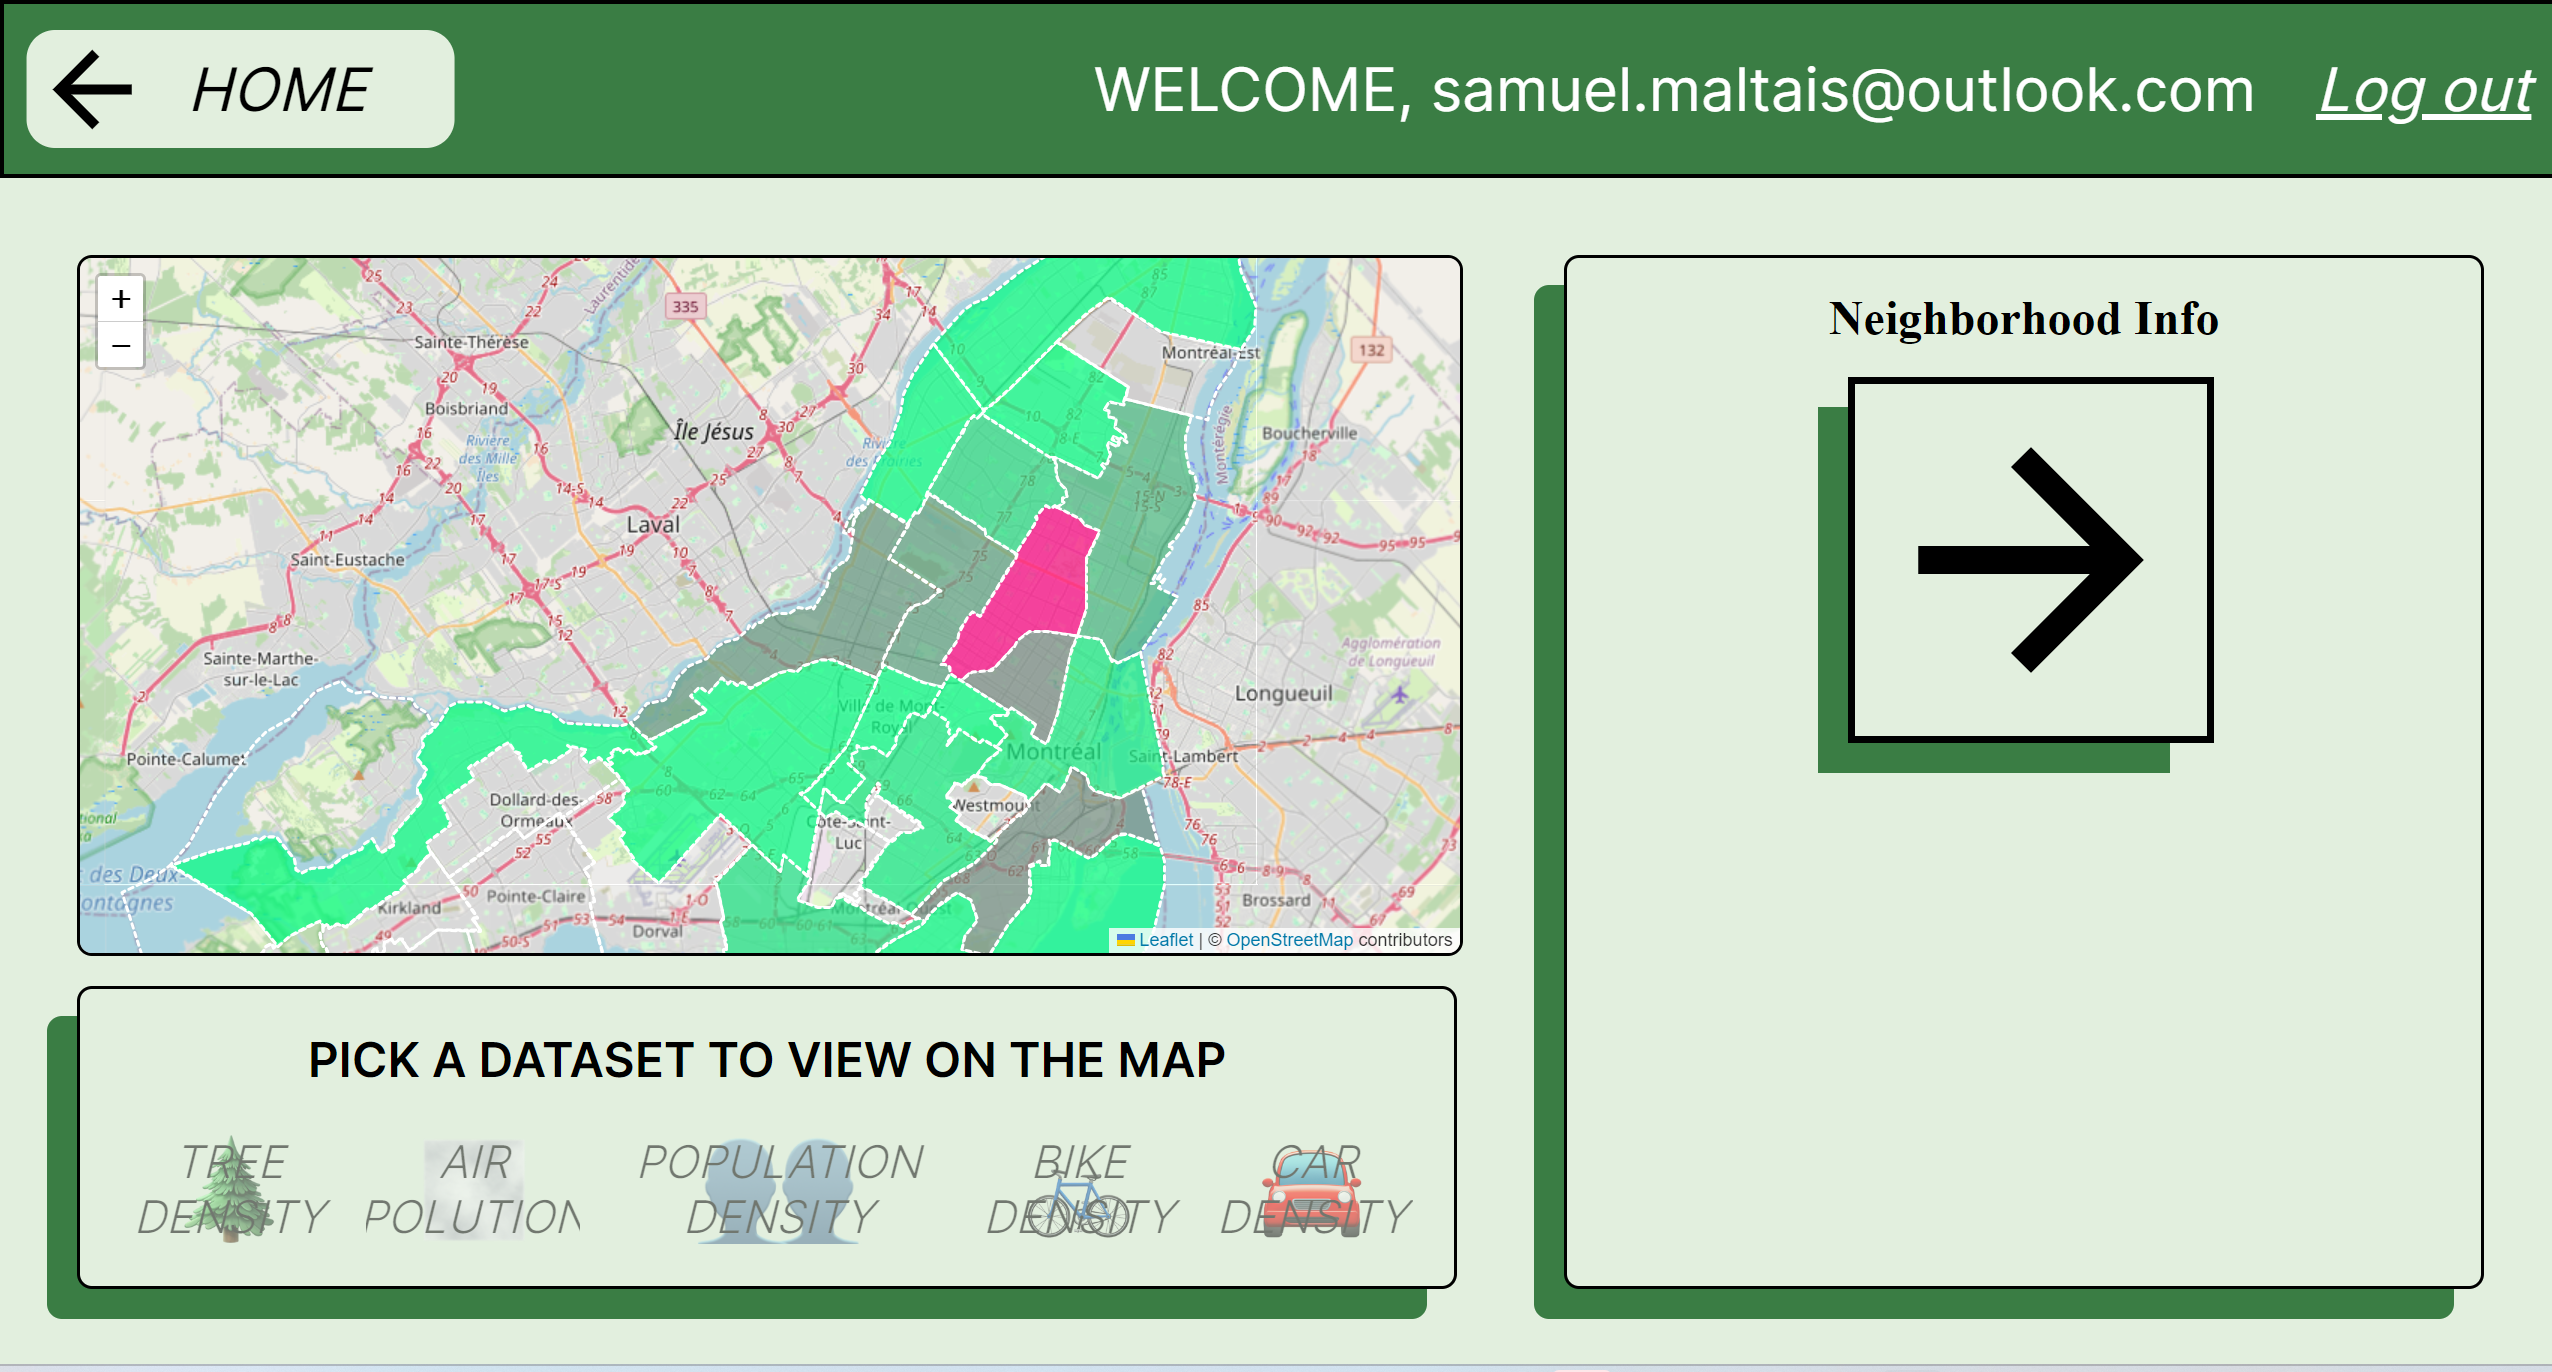 HOME
WELCOME, samuel.maltais@outlook.com
Log out
+
−
335
132
Sainte-Thérèse
Boisbriand
Rivière
des Mille
Îles
Île Jésus
Laval
Saint-Eustache
Sainte-Marthe-
sur-le-Lac
Pointe-Calumet
Montréal-Est
Montérégie
Boucherville
Agglomération
de Longueuil
Longueuil
Saint-Lambert
Ville de Mont-
Royal
Montréal
Westmount
Côte-Saint-
Luc
Montréal-Ouest
Dollard-des-
Ormeaux
Pointe-Claire
Kirkland
Dorval
Brossard
Leaflet | © OpenStreetMap contributors
PICK A DATASET TO VIEW ON THE MAP
TREE
DENSITY
AIR
POLUTION
POPULATION
DENSITY
BIKE
DENSITY
CAR
DENSITY
Neighborhood Info